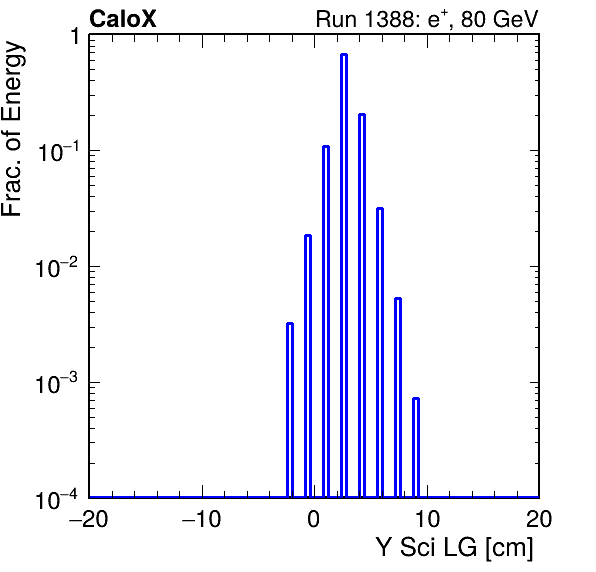 CaloX Run 1388: e⁺, 80 GeV
Frac. of Energy
1
10⁻¹
10⁻²
10⁻³
10⁻⁴
−20 −10 0 10 20
Y Sci LG [cm]